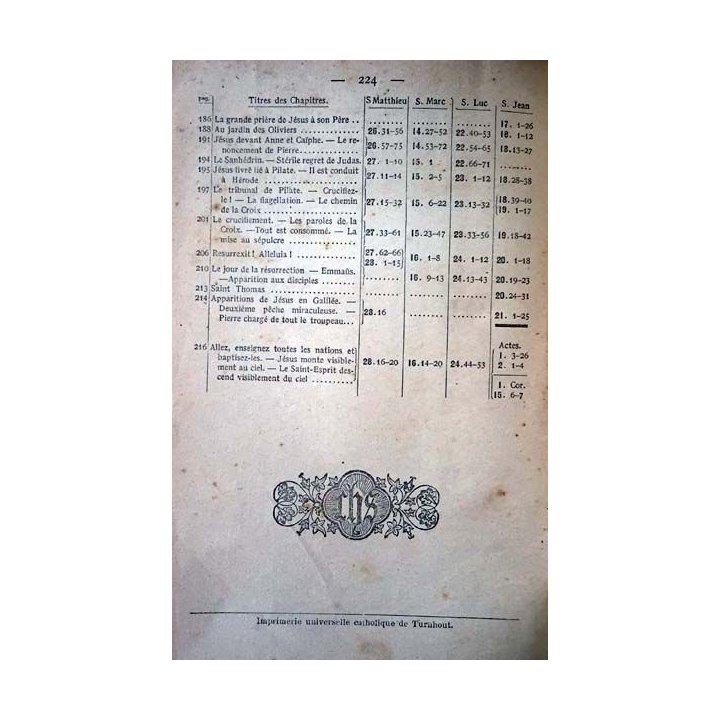 — 224 —
Pag. Titres des Chapitres. S Matthieu S. Marc S. Luc S. Jean
186 La grande prière de Jésus à son Père .. ........ ........ ........ 17. 1-26
188 Au jardin des Oliviers .............. 26.31-56 14.27-52 22.40-53 18. 1-12
191 Jésus devant Anne et Caïphe. — Le re-
noncement de Pierre............... 26.57-75 14.53-72 22.54-65 18.13-27
194 Le Sanhédrin. — Stérile regret de Judas. 27. 1-10 15. 1 22.66-71 ........
195 Jésus livré lié à Pilate. — Il est conduit
à Hérode ................... 27.11-14 15. 2-5 23. 1-12 18.28-38
197 Le tribunal de Pilate. — Crucifiez-
le ! — La flagellation. — Le chemin 27.15-32 15. 6-22 23.13-32 18.39-40
de la Croix .................. 19. 1-17
201 Le crucifiement. — Les paroles de la
Croix. —Tout est consommé. — La 27.33-61 15.23-47 23.33-56 19.18-42
mise au sépulcre ...............
206 Resurrexit ! Alleluia ! ............ 27.62-66
28. 1-15 16. 1-8 24. 1-12 20. 1-18
210 Le jour de la résurrection — Emmaüs.
—Apparition aux disciples ......... ........ 16. 9-13 24.13-43 20.19-23
213 Saint Thomas .................. ........ ........ ........ 20.24-31
214 Apparitions de Jésus en Galilée. —
Deuxième pêche miraculeuse. — 28.16 ........ ........
Pierre chargé de tout le troupeau... 21. 1-25
216 Allez, enseignez toutes les nations et Actes.
baptisez-les. — Jésus monte visible- 1. 3-26
ment au ciel. — Le Saint-Esprit des- 28.16-20 16.14-20 24.44-53 2. 1-4
cend visiblement du ciel .......... 1. Cor.
15. 6-7
ihs
Imprimerie universelle catholique de Turnhout.